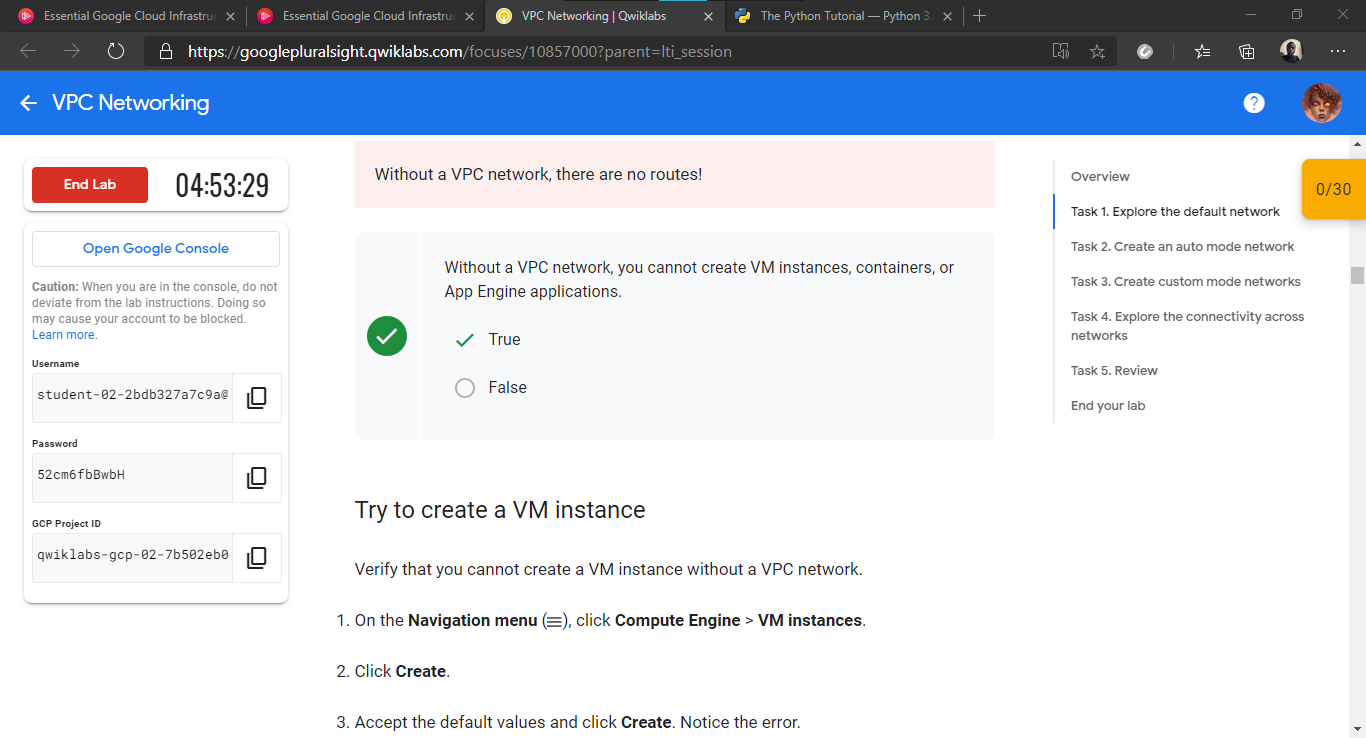 Essential Google Cloud Infrastruc
Essential Google Cloud Infrastruc
VPC Networking | Qwiklabs
The Python Tutorial — Python 3.
https://googlepluralsight.qwiklabs.com/focuses/10857000?parent=lti_session
VPC Networking
End Lab
04:53:29
Open Google Console
Caution: When you are in the console, do not
deviate from the lab instructions. Doing so
may cause your account to be blocked.
Learn more.
Username
student-02-2bdb327a7c9a@
Password
52cm6fbBwbH
GCP Project ID
qwiklabs-gcp-02-7b502eb0
Without a VPC network, there are no routes!
Without a VPC network, you cannot create VM instances, containers, or
App Engine applications.
True
False
Try to create a VM instance
Verify that you cannot create a VM instance without a VPC network.
1. On the Navigation menu (≡), click Compute Engine > VM instances.
2. Click Create.
3. Accept the default values and click Create. Notice the error.
Overview
Task 1. Explore the default network
Task 2. Create an auto mode network
Task 3. Create custom mode networks
Task 4. Explore the connectivity across
networks
Task 5. Review
End your lab
0/30